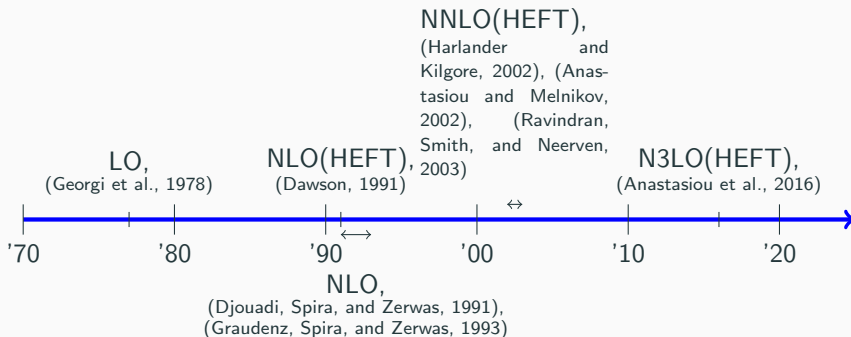 NNLO(HEFT),
(Harlander and
Kilgore, 2002), (Anas-
tasiou and Melnikov,
2002), (Ravindran,
Smith, and Neerven,
2003)
LO,
(Georgi et al., 1978)
NLO(HEFT),
(Dawson, 1991)
N3LO(HEFT),
(Anastasiou et al., 2016)
'70 '80 '90 '00 '10 '20
NLO,
(Djouadi, Spira, and Zerwas, 1991),
(Graudenz, Spira, and Zerwas, 1993)